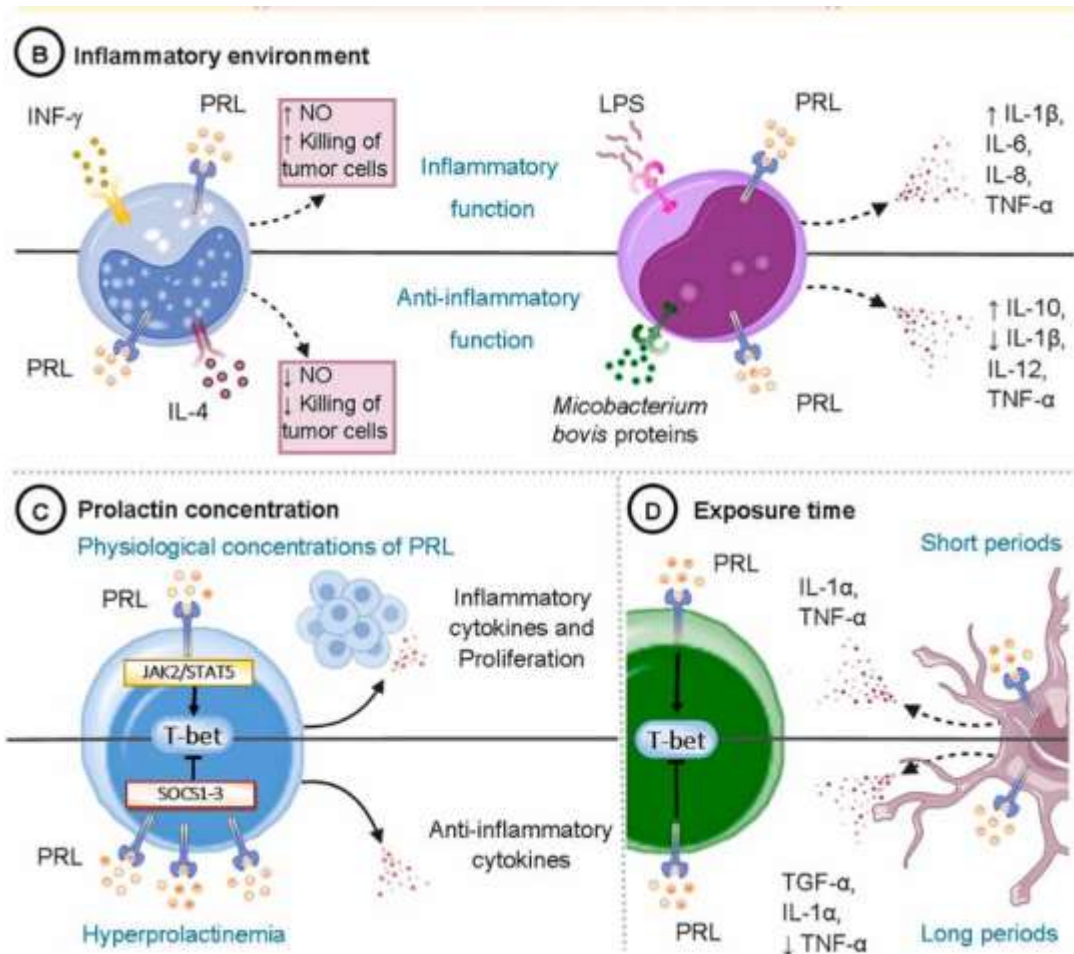 B Inflammatory environment
INF-γ
PRL
↑ NO
↑ Killing of
tumor cells
Inflammatory
function
LPS
PRL
↑ IL-1β,
IL-6,
IL-8,
TNF-α
PRL
IL-4
↓ NO
↓ Killing of
tumor cells
Anti-inflammatory
function
Micobacterium
bovis proteins
PRL
↑ IL-10,
↓ IL-1β,
IL-12,
TNF-α
C Prolactin concentration
Physiological concentrations of PRL
PRL
JAK2/STAT5
T-bet
SOCS1-3
PRL
Hyperprolactinemia
Inflammatory
cytokines and
Proliferation
Anti-inflammatory
cytokines
D Exposure time
PRL
Short periods
IL-1α,
TNF-α
T-bet
PRL
TGF-α,
IL-1α,
↓ TNF-α
Long periods